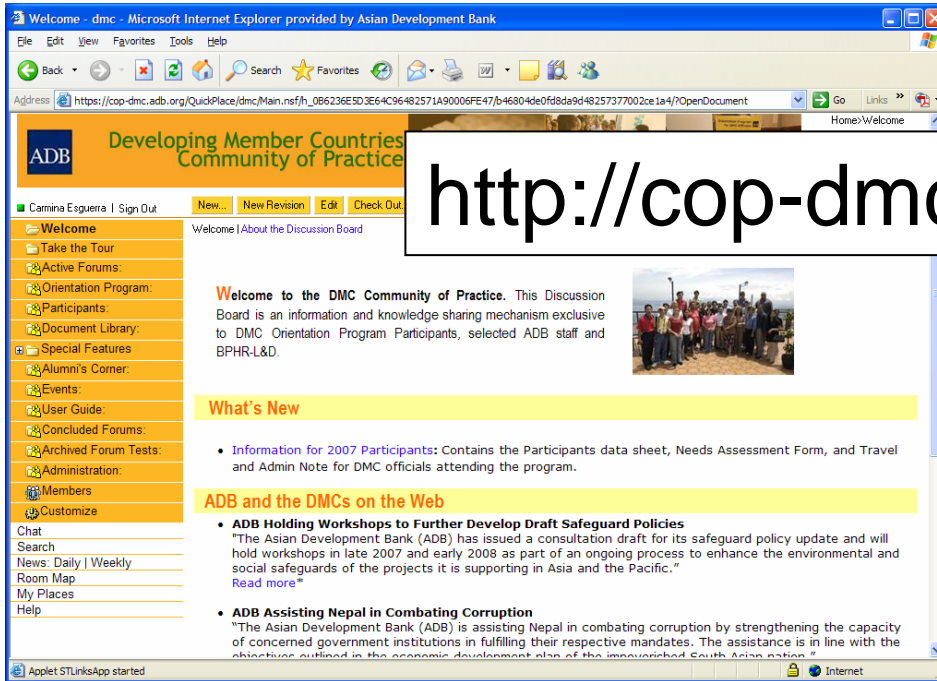 Welcome - dmc - Microsoft Internet Explorer provided by Asian Development Bank
File Edit View Favorites Tools Help
Back Search Favorites
Address https://cop-dmc.adb.org/QuickPlace/dmc/Main.nsf/h_0B6236E5D3E64C96482571A90006FE47/b46804de0fd8da9d48257377002ce1a4/?OpenDocument Go Links »
Home>Welcome
ADB
Developing Member Countries
Community of Practice
http://cop-dmc
Carmina Esguerra | Sign Out
New... New Revision Edit Check Out.
Welcome | About the Discussion Board
Welcome
Take the Tour
Active Forums:
Orientation Program:
Participants:
Document Library:
Special Features
Alumni's Corner:
Events:
User Guide:
Concluded Forums:
Archived Forum Tests:
Administration:
Members
Customize
Chat
Search
News: Daily | Weekly
Room Map
My Places
Help
Welcome to the DMC Community of Practice. This Discussion
Board is an information and knowledge sharing mechanism exclusive
to DMC Orientation Program Participants, selected ADB staff and
BPHR-L&D.
What's New
• Information for 2007 Participants: Contains the Participants data sheet, Needs Assessment Form, and Travel
and Admin Note for DMC officials attending the program.
ADB and the DMCs on the Web
• ADB Holding Workshops to Further Develop Draft Safeguard Policies
"The Asian Development Bank (ADB) has issued a consultation draft for its safeguard policy update and will
hold workshops in late 2007 and early 2008 as part of an ongoing process to enhance the environmental and
social safeguards of the projects it is supporting in Asia and the Pacific."
Read more*
• ADB Assisting Nepal in Combating Corruption
"The Asian Development Bank (ADB) is assisting Nepal in combating corruption by strengthening the capacity
of concerned government institutions in fulfilling their respective mandates. The assistance is in line with the
objectives outlined in the economic development plan of the impoverished South Asian nation."
Applet STLinksApp started Internet